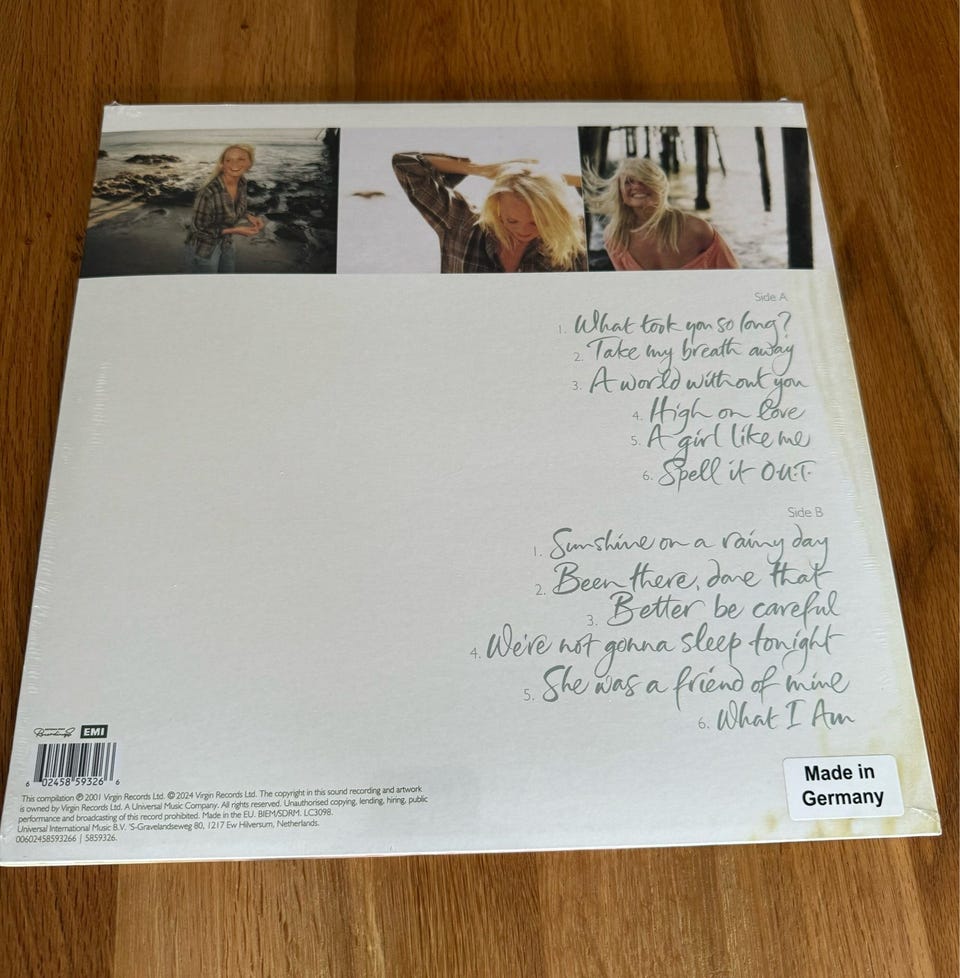 Side A
1. What took you so long?
2. Take my breath away
3. A world without you
4. High on love
5. A girl like me
6. Spell it O.U.T.
Side B
1. Sunshine on a rainy day
2. Been there, done that
3. Better be careful
4. We're not gonna sleep tonight
5. She was a friend of mine
6. What I Am
Made in
Germany
Recordings EMI
6 02458 59326 6
This compilation ℗ 2001 Virgin Records Ltd. © 2024 Virgin Records Ltd. The copyright in this sound recording and artwork
is owned by Virgin Records Ltd. A Universal Music Company. All rights reserved. Unauthorised copying, lending, hiring, public
performance and broadcasting of this record prohibited. Made in the EU. BIEM/SDRM. LC3098.
Universal International Music B.V. 'S-Gravelandseweg 80, 1217 Ew Hilversum, Netherlands.
00602458593266 | 5859326.